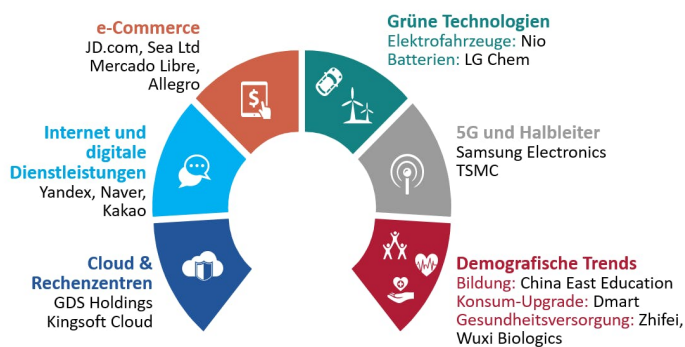 e-Commerce
JD.com, Sea Ltd
Mercado Libre,
Allegro
Grüne Technologien
Elektrofahrzeuge: Nio
Batterien: LG Chem
$
Internet und
digitale
Dienstleistungen
Yandex, Naver,
Kakao
5G und Halbleiter
Samsung Electronics
TSMC
Cloud &
Rechenzentren
GDS Holdings
Kingsoft Cloud
Demografische Trends
Bildung: China East Education
Konsum-Upgrade: Dmart
Gesundheitsversorgung: Zhifei,
Wuxi Biologics